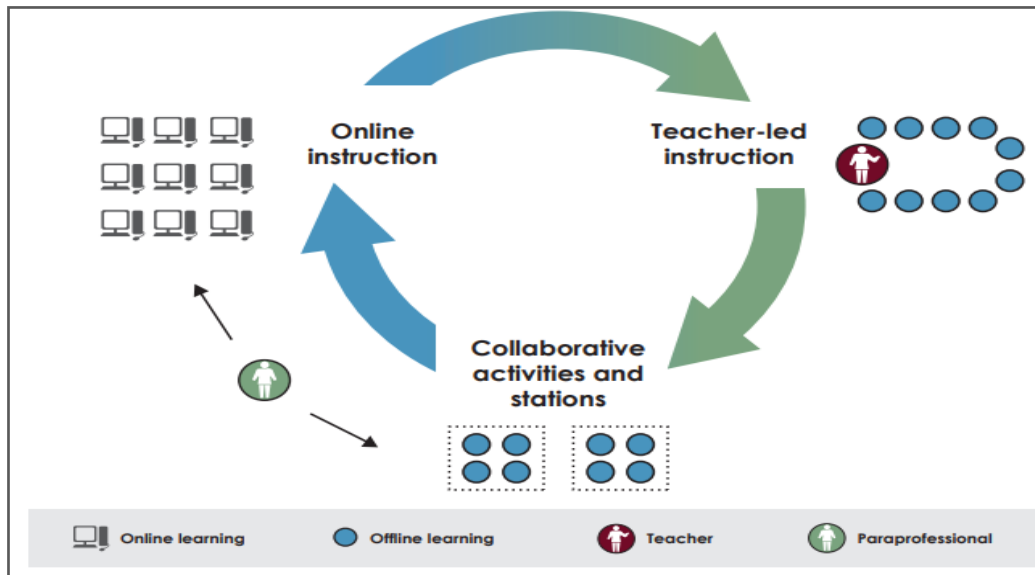 Online
instruction
Teacher-led
instruction
Collaborative
activities and
stations
Online learning
Offline learning
Teacher
Paraprofessional